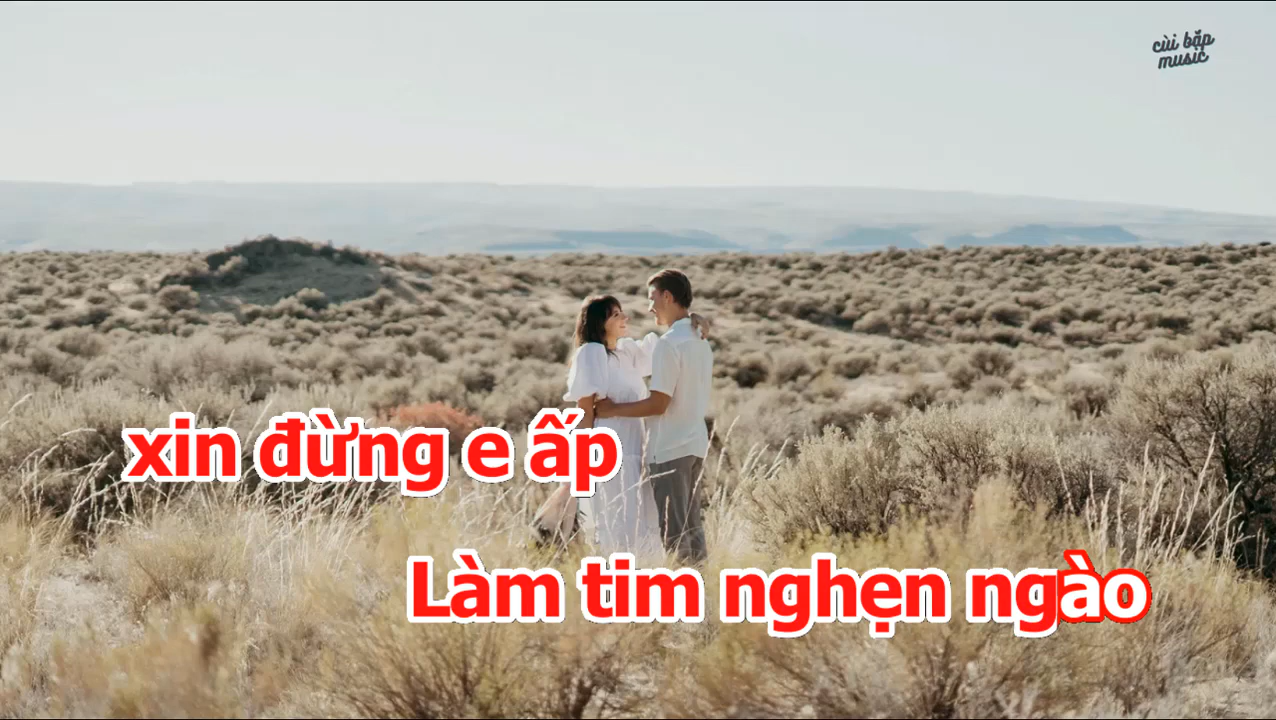 cùi bắp
music
xin đừng e ấp
Làm tim nghẹn ngào